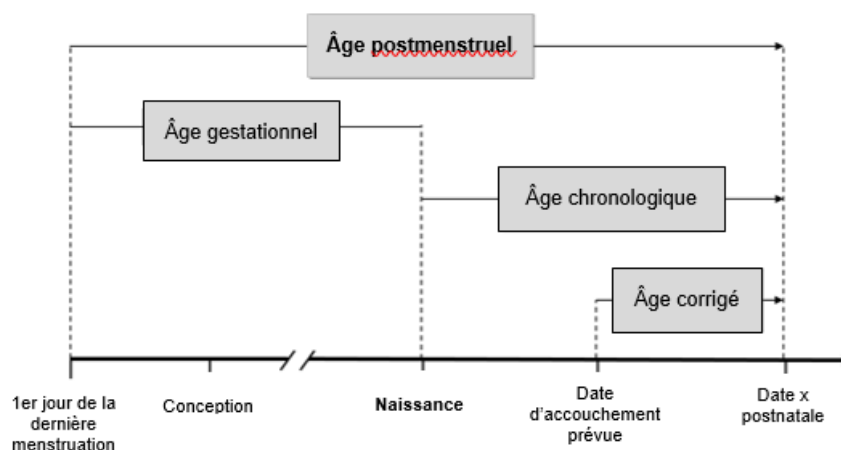 Âge postmenstruel
Âge gestationnel
Âge chronologique
Âge corrigé
1er jour de la
dernière
menstruation
Conception
Naissance
Date
d'accouchement
prévue
Date x
postnatale